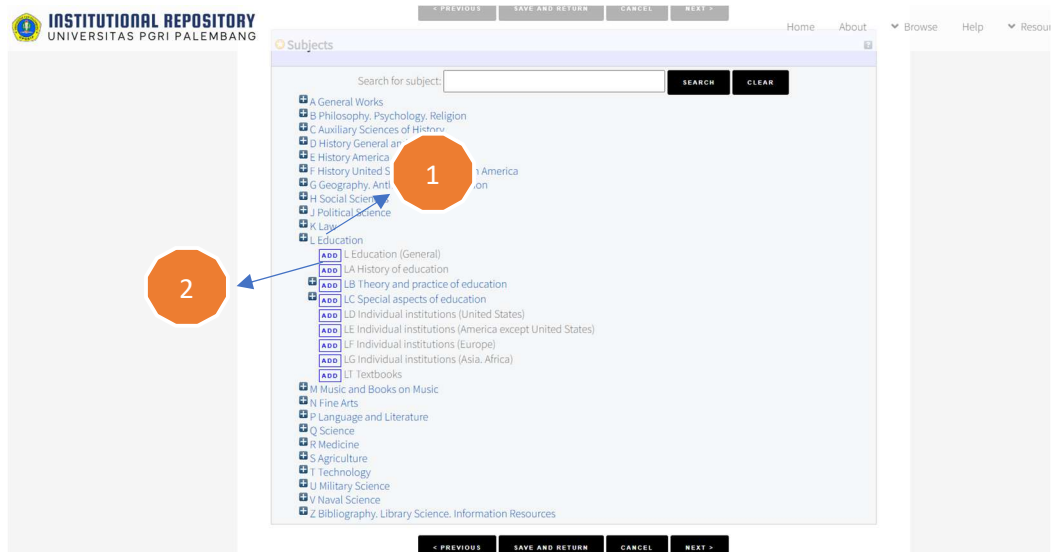 INSTITUTIONAL REPOSITORY
UNIVERSITAS PGRI PALEMBANG
< PREVIOUS SAVE AND RETURN CANCEL NEXT >
Home About Browse Help Resour
Subjects
?
Search for subject: SEARCH CLEAR
A General Works
B Philosophy. Psychology. Religion
C Auxiliary Sciences of History
D History General an
E History America
F History United S n America
G Geography. Ant on
H Social Scien
J Political Science
K Law
L Education
ADD L Education (General)
ADD LA History of education
ADD LB Theory and practice of education
ADD LC Special aspects of education
ADD LD Individual institutions (United States)
ADD LE Individual institutions (America except United States)
ADD LF Individual institutions (Europe)
ADD LG Individual institutions (Asia. Africa)
ADD LT Textbooks
M Music and Books on Music
N Fine Arts
P Language and Literature
Q Science
R Medicine
S Agriculture
T Technology
U Military Science
V Naval Science
Z Bibliography. Library Science. Information Resources
1
2
< PREVIOUS SAVE AND RETURN CANCEL NEXT >